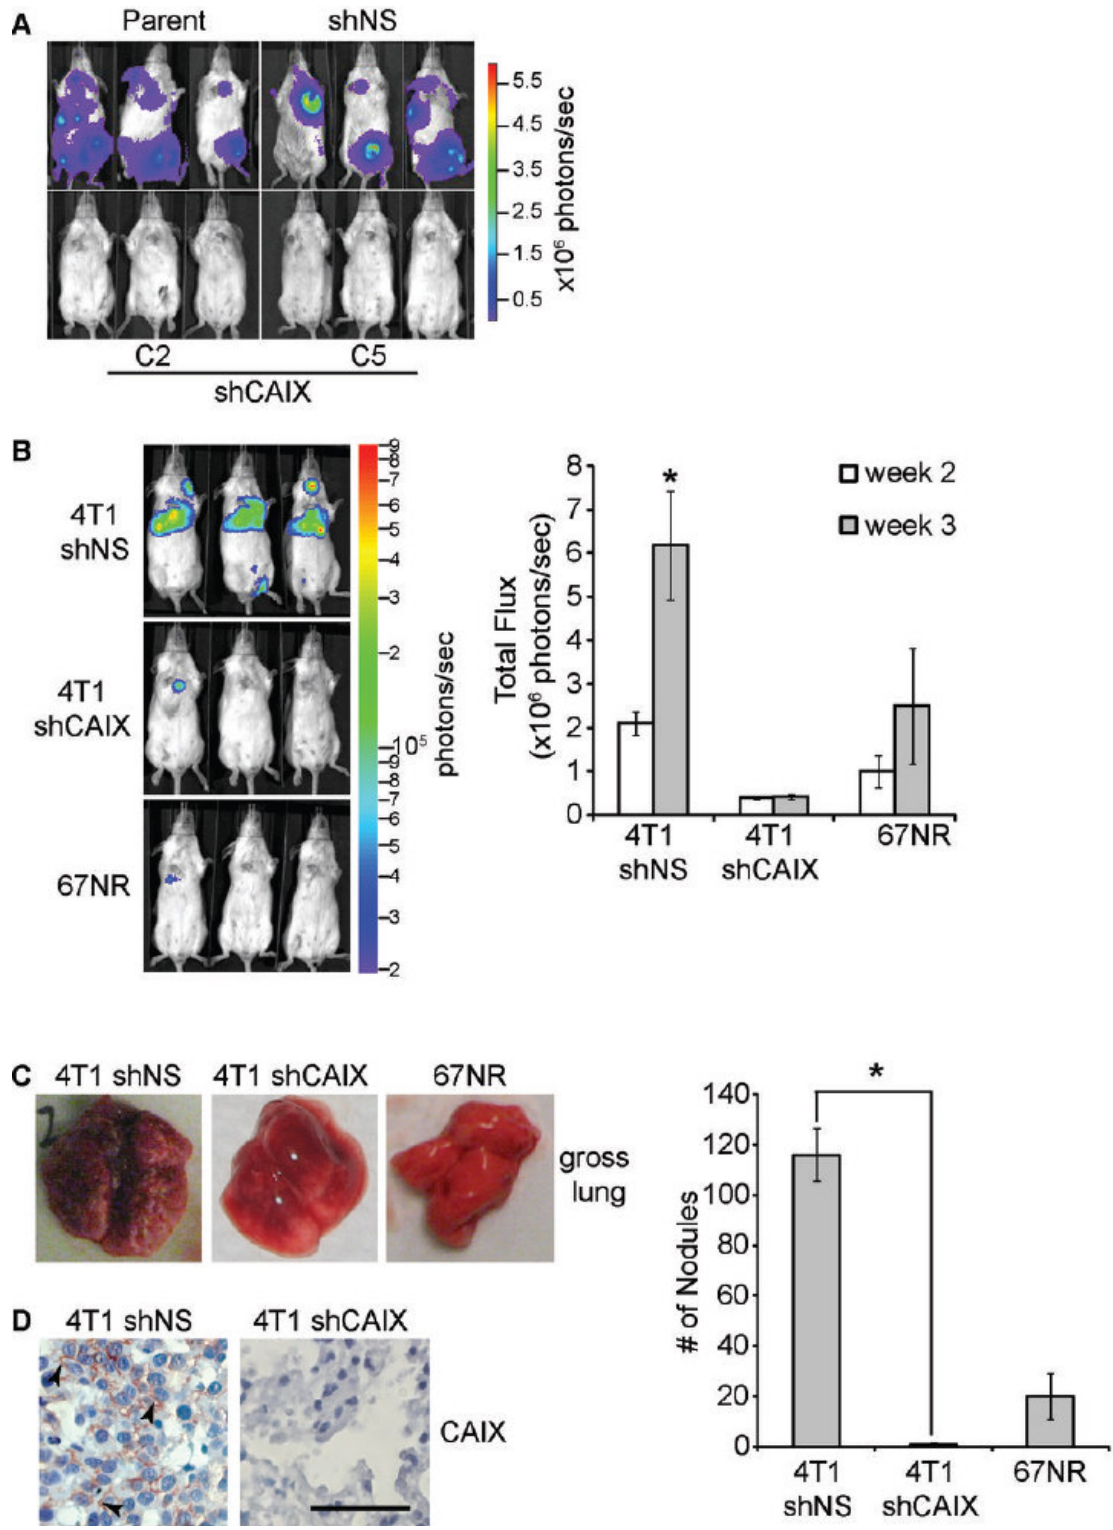 A
Parent
shNS
5.5
4.5
3.5
2.5
1.5
0.5
x10⁶ photons/sec
C2
C5
shCAIX
B
4T1
shNS
4T1
shCAIX
67NR
9
8
7
6
5
4
3
2
10⁵
9
8
7
6
5
4
3
2
photons/sec
Total Flux
(x10⁶ photons/sec)
8
7
6
5
4
3
2
1
0
*
week 2
week 3
4T1
shNS
4T1
shCAIX
67NR
C
4T1 shNS
4T1 shCAIX
67NR
gross
lung
D
4T1 shNS
4T1 shCAIX
CAIX
# of Nodules
140
120
100
80
60
40
20
0
*
4T1
shNS
4T1
shCAIX
67NR